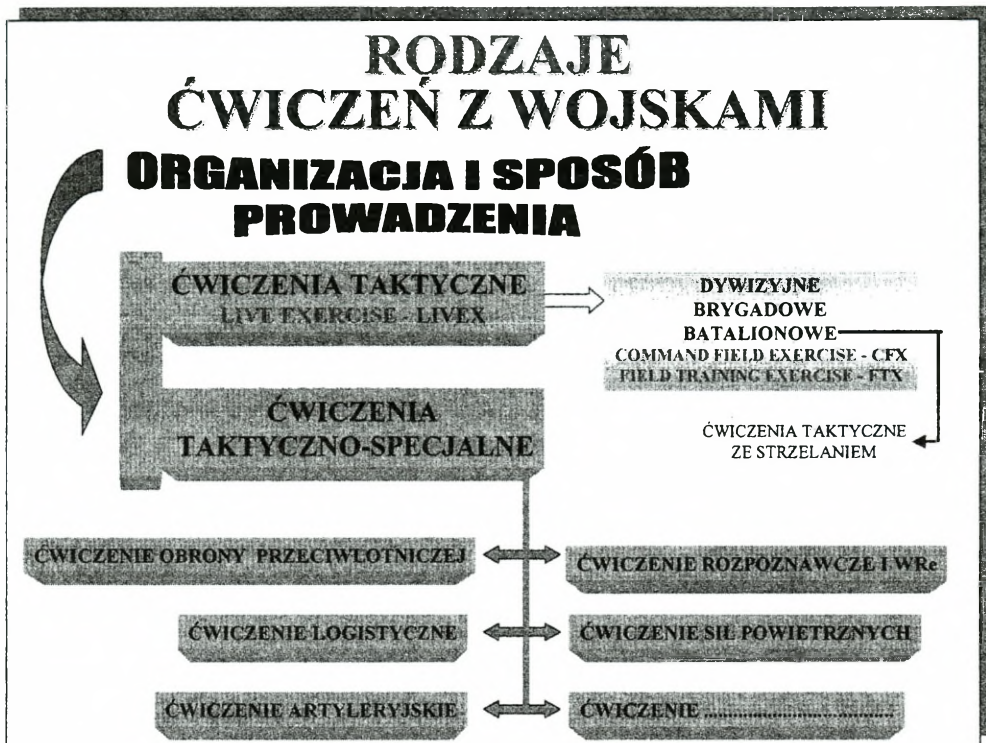 RODZAJE
ĆWICZEŃ Z WOJSKAMI
ORGANIZACJA I SPOSÓB
PROWADZENIA
ĆWICZENIA TAKTYCZNE
LIVE EXERCISE - LIVEX
DYWIZYJNE
BRYGADOWE
BATALIONOWE
COMMAND FIELD EXERCISE - CFX
FIELD TRAINING EXERCISE - FTX
ĆWICZENIA
TAKTYCZNO-SPECJALNE
ĆWICZENIA TAKTYCZNE
ZE STRZELANIEM
ĆWICZENIE OBRONY PRZECIWLOTNICZEJ
ĆWICZENIE ROZPOZNAWCZE I WRe
ĆWICZENIE LOGISTYCZNE
ĆWICZENIE SIŁ POWIETRZNYCH
ĆWICZENIE ARTYLERYJSKIE
ĆWICZENIE ......................................